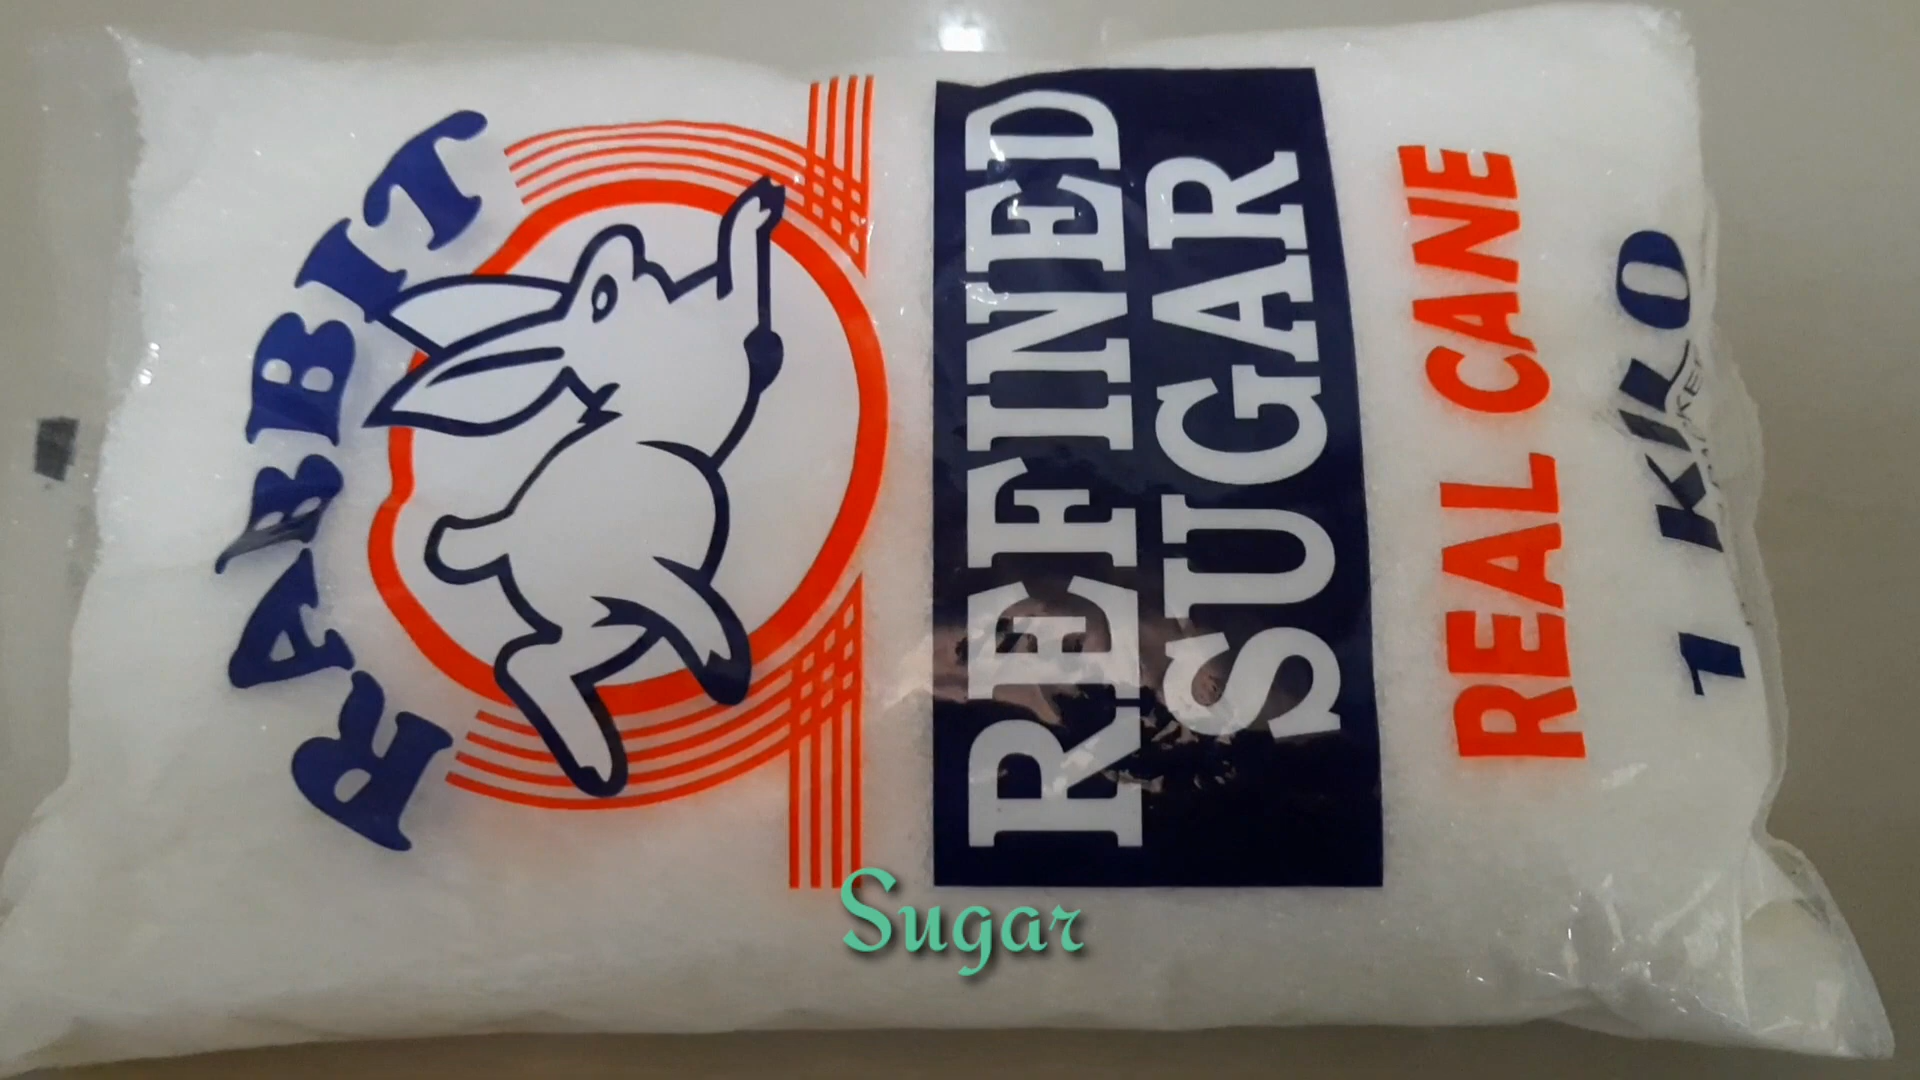 RABBIT
REFINED
SUGAR
REAL CANE
1 KILO
Sugar